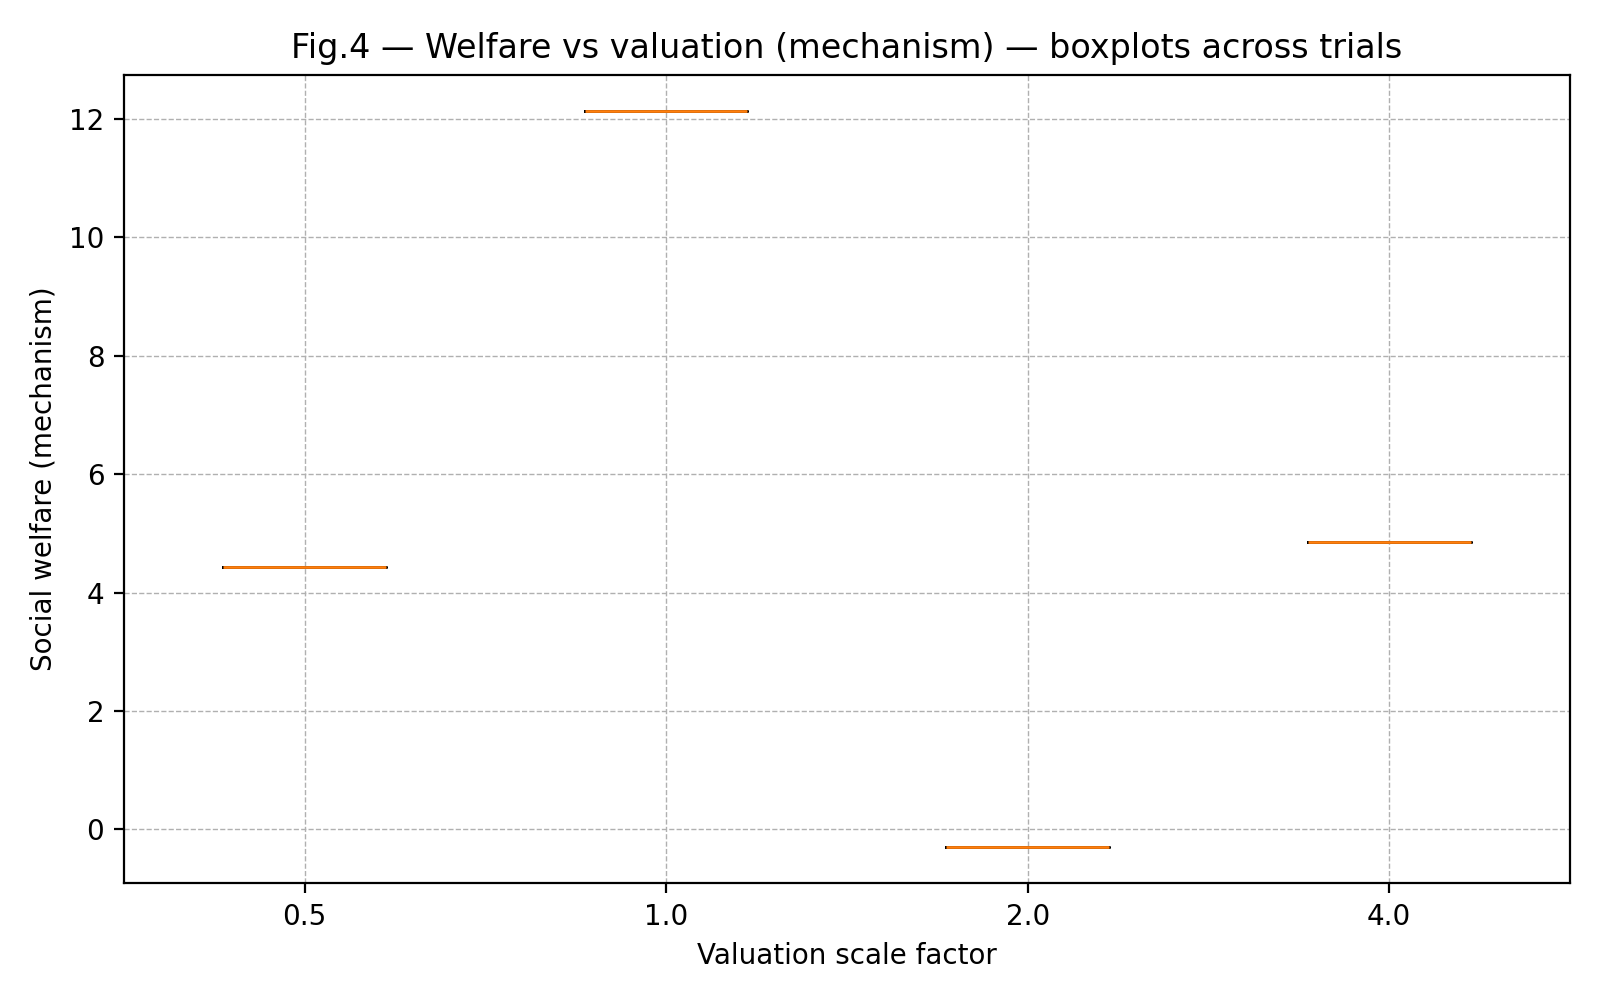 Fig.4 — Welfare vs valuation (mechanism) — boxplots across trials
12
10
8
6
4
2
0
Social welfare (mechanism)
0.5 1.0 2.0 4.0
Valuation scale factor